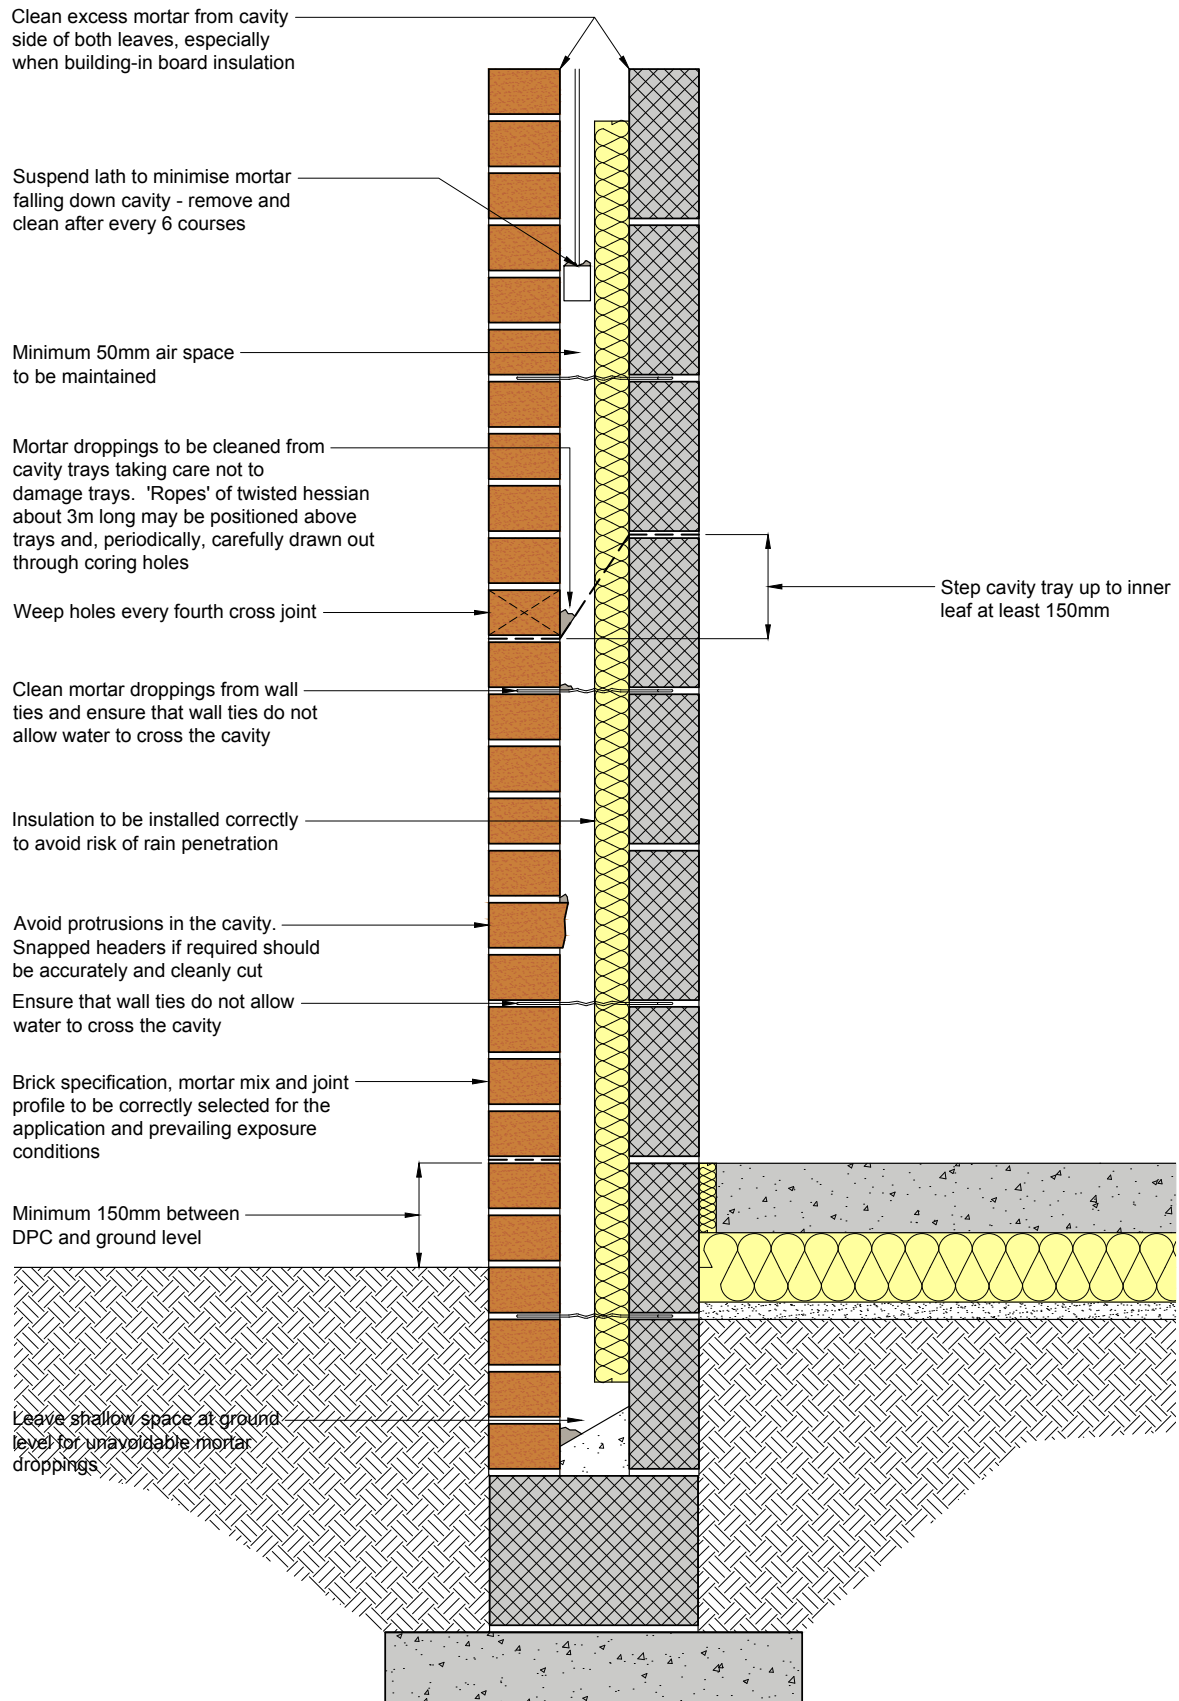 Clean excess mortar from cavity
side of both leaves, especially
when building-in board insulation
Suspend lath to minimise mortar
falling down cavity - remove and
clean after every 6 courses
Minimum 50mm air space
to be maintained
Mortar droppings to be cleaned from
cavity trays taking care not to
damage trays. 'Ropes' of twisted hessian
about 3m long may be positioned above
trays and, periodically, carefully drawn out
through coring holes
Step cavity tray up to inner
leaf at least 150mm
Weep holes every fourth cross joint
Clean mortar droppings from wall
ties and ensure that wall ties do not
allow water to cross the cavity
Insulation to be installed correctly
to avoid risk of rain penetration
Avoid protrusions in the cavity.
Snapped headers if required should
be accurately and cleanly cut
Ensure that wall ties do not allow
water to cross the cavity
Brick specification, mortar mix and joint
profile to be correctly selected for the
application and prevailing exposure
conditions
Minimum 150mm between
DPC and ground level
Leave shallow space at ground
level for unavoidable mortar
droppings